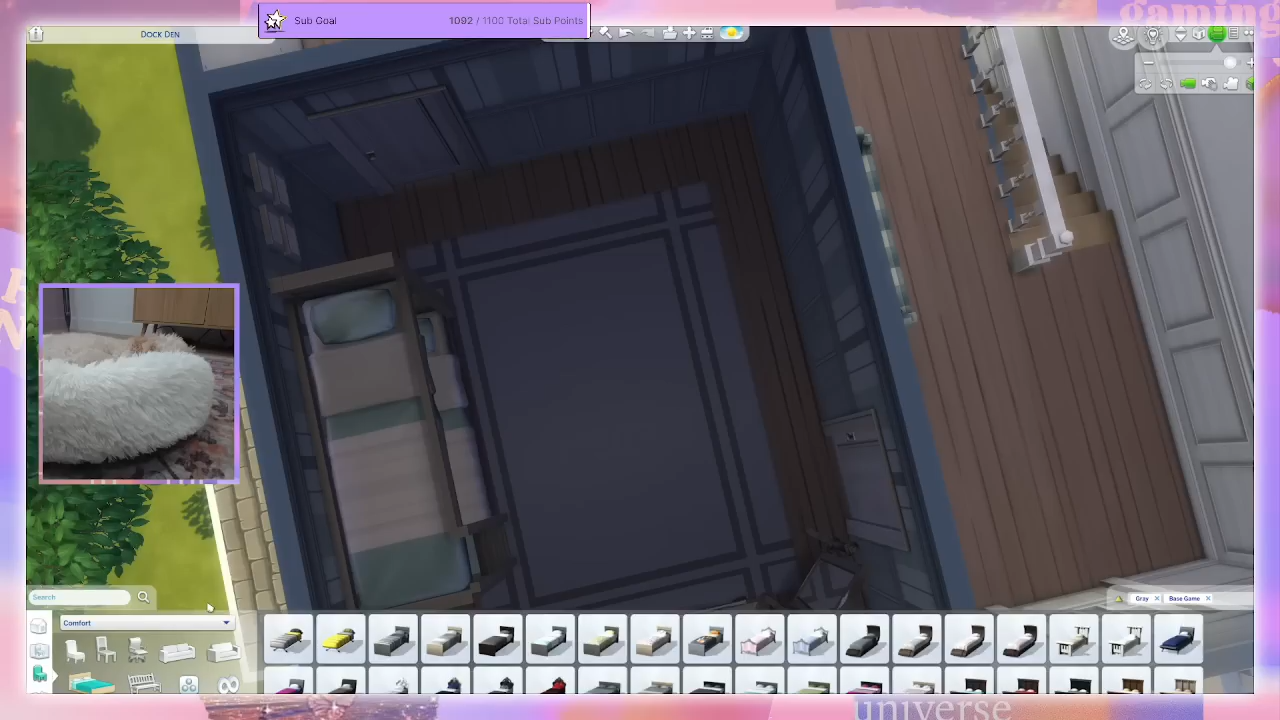 gaming
Sub Goal
1092 / 1100 Total Sub Points
DOCK DEN
Search
Comfort
Gray
Base Game
universe